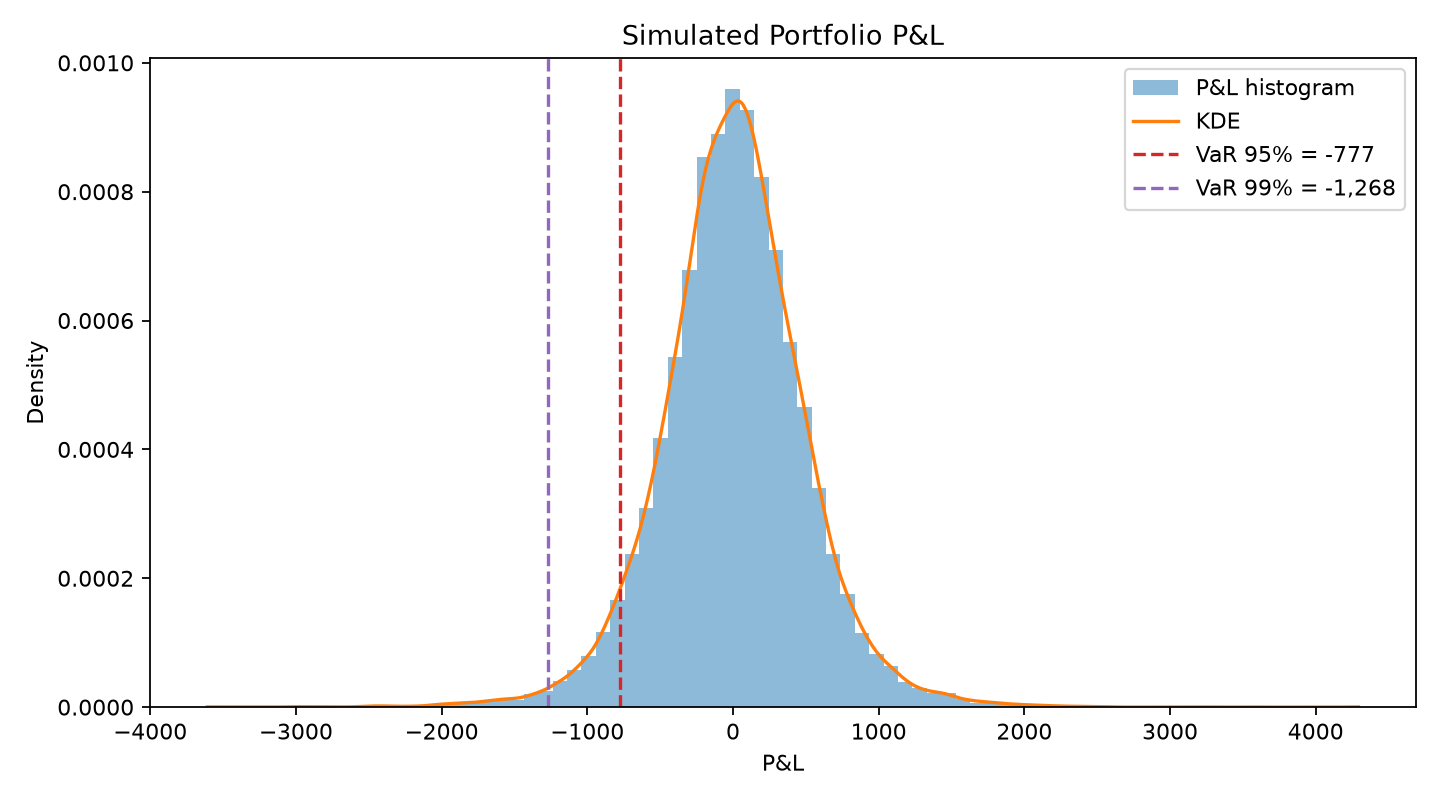 Simulated Portfolio P&L
0.0010
0.0008
0.0006
0.0004
0.0002
0.0000
Density
−4000
−3000
−2000
−1000
0
1000
2000
3000
4000
P&L
P&L histogram
KDE
VaR 95% = -777
VaR 99% = -1,268